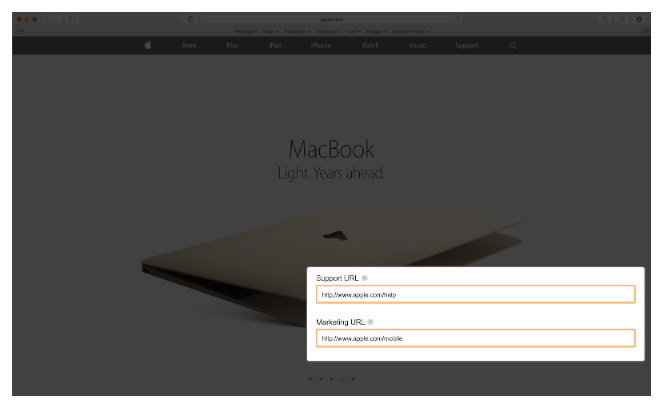 apple.com
Store Mac iPad iPhone Watch Music Support
MacBook
Light. Years ahead.
Support URL
http://www.apple.com/help
Marketing URL
http://www.apple.com/mobile